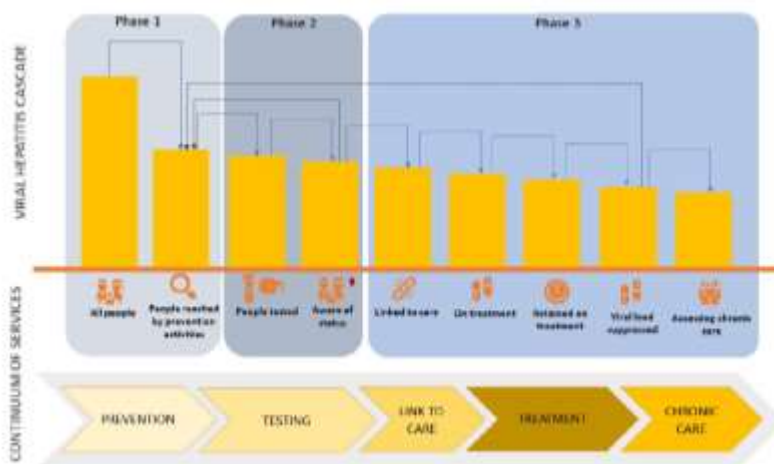 Phase 1
Phase 2
Phase 3
VIRAL HEPATITIS CASCADE
All people
People reached
by prevention
activities
People tested
Aware of
status
Linked to care
On treatment
Retained on
treatment
Viral load
suppressed
Assessing chronic
care
CONTINUUM OF SERVICES
PREVENTION
TESTING
LINK TO
CARE
TREATMENT
CHRONIC
CARE